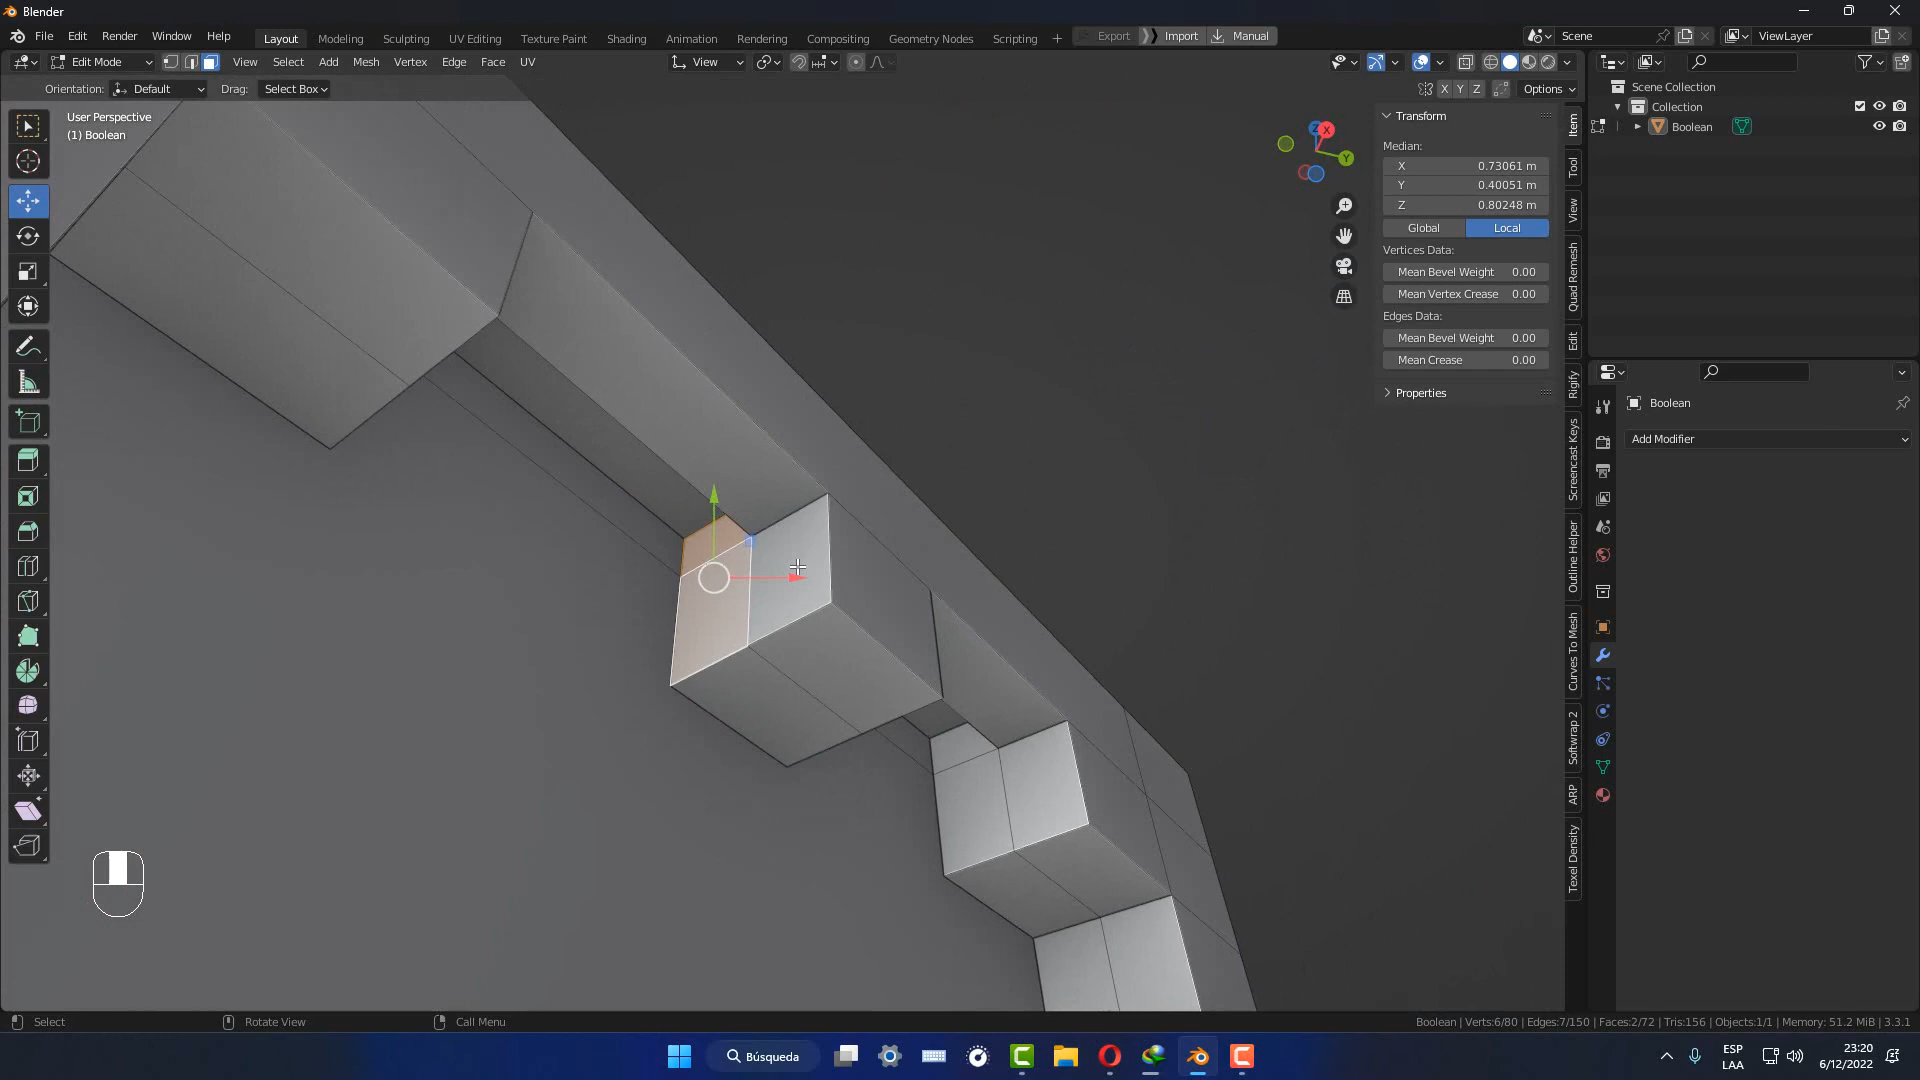 Blender
File Edit Render Window Help
Layout Modeling Sculpting UV Editing Texture Paint Shading Animation Rendering Compositing Geometry Nodes Scripting +
Export Import Manual
Scene ViewLayer
Edit Mode View Select Add Mesh Vertex Edge Face UV
View
Orientation: Default Drag: Select Box
X Y Z Options
User Perspective
(1) Boolean
Z X Y
Transform
Median:
X 0.73061 m
Y 0.40051 m
Z 0.80248 m
Global Local
Vertices Data:
Mean Bevel Weight 0.00
Mean Vertex Crease 0.00
Edges Data:
Mean Bevel Weight 0.00
Mean Crease 0.00
Properties
Item
Tool
View
Quad Remesh
Edit
Rigify
Screencast Keys
Outline Helper
Curves To Mesh
Softwrap 2
ARP
Texel Density
Scene Collection
Collection
Boolean
Boolean
Add Modifier
Select Rotate View Call Menu
Boolean | Verts:6/80 | Edges:7/150 | Faces:2/72 | Tris:156 | Objects:1/1 | Memory: 51.2 MiB | 3.3.1
Búsqueda
ESP
LAA
23:20
6/12/2022